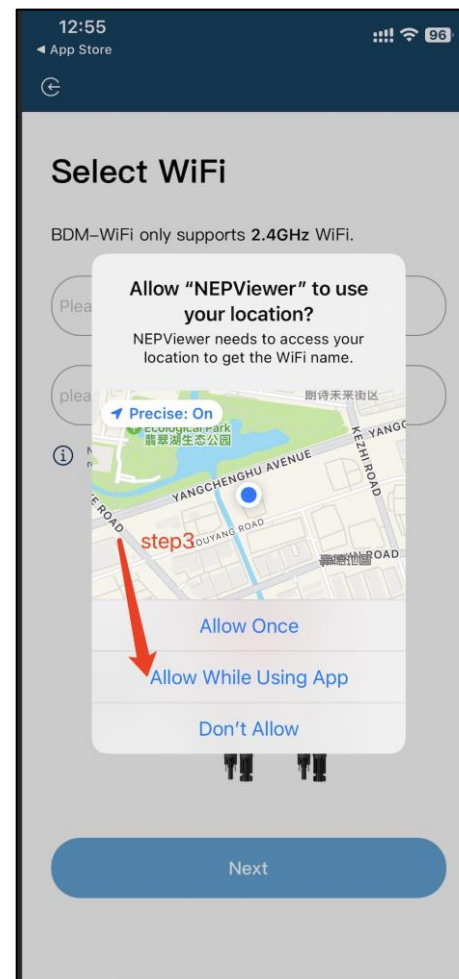 12:55
96
App Store
Select WiFi
BDM-WiFi only supports 2.4GHz WiFi.
Plea
Allow “NEPViewer” to use
your location?
NEPViewer needs to access your
location to get the WiFi name.
plea
Precise: On
朗诗未来街区
Ecological Park
翡翠湖生态公园
YANGC
KEZHI ROAD
YANGCHENGHU AVENUE
KE ROAD
step3
OUYANG ROAD
ROAD
Allow Once
Allow While Using App
Don’t Allow
Next